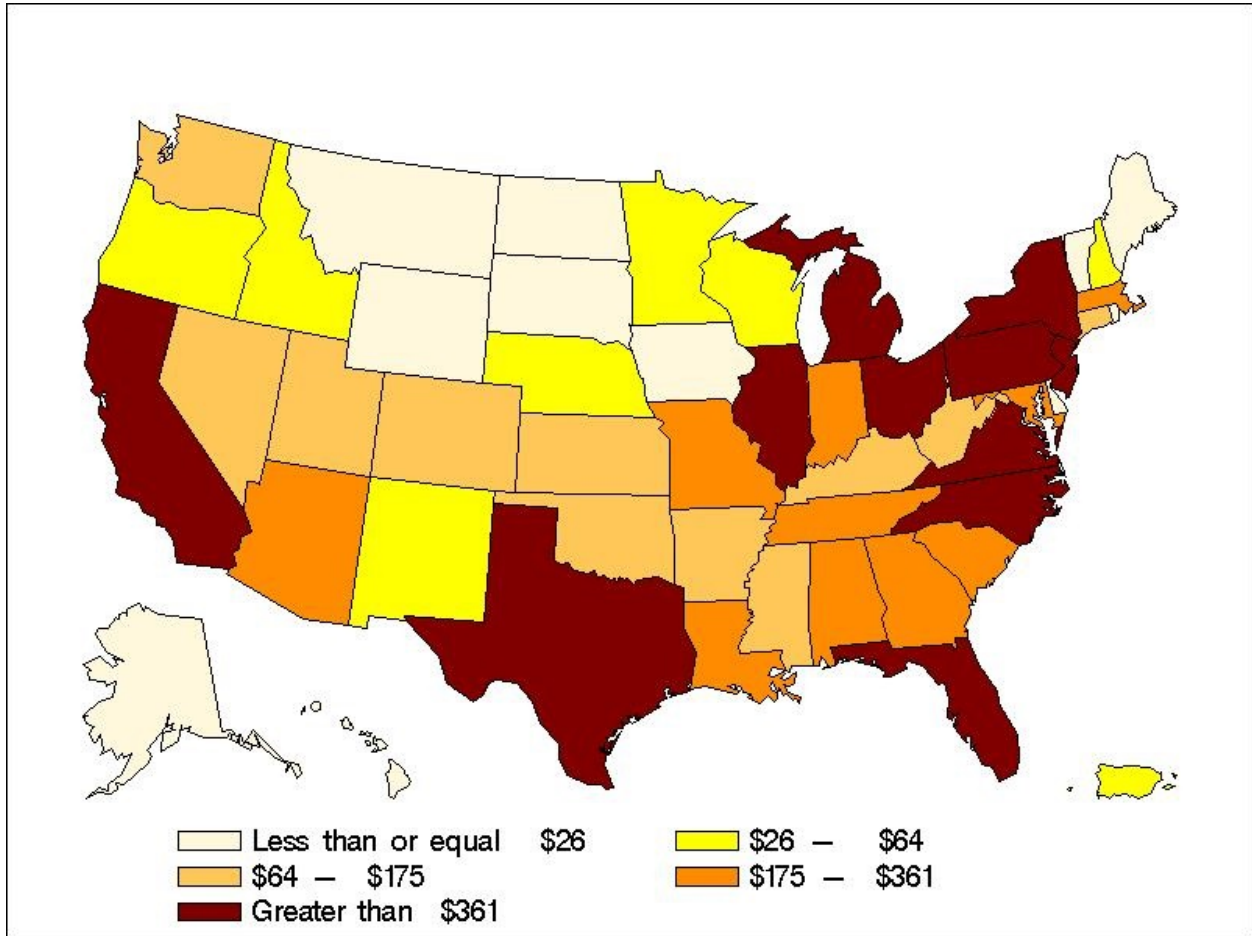 Less than or equal $26
$26 – $64
$64 – $175
$175 – $361
Greater than $361